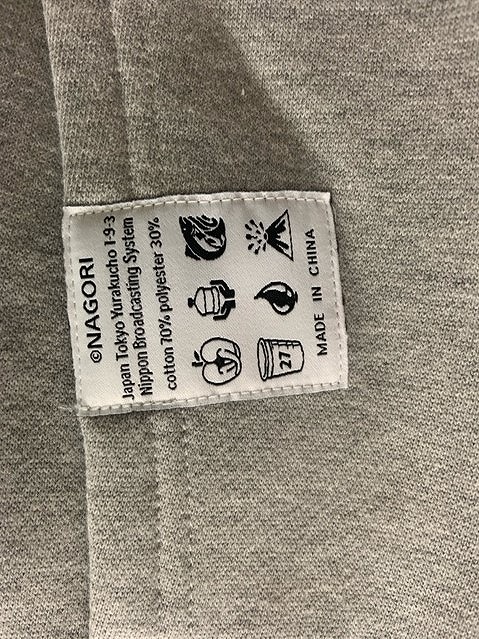 ©NAGORI
Japan Tokyo Yurakucho 1-9-3
Nippon Broadcasting System
cotton 70% polyester 30%
27
MADE IN CHINA